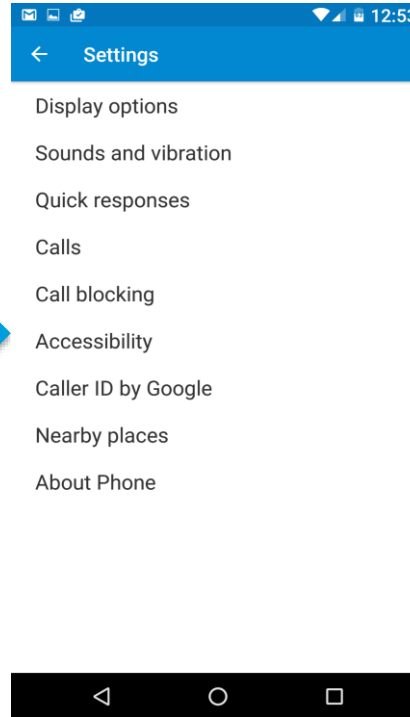 12:53
Settings
Display options
Sounds and vibration
Quick responses
Calls
Call blocking
Accessibility
Caller ID by Google
Nearby places
About Phone